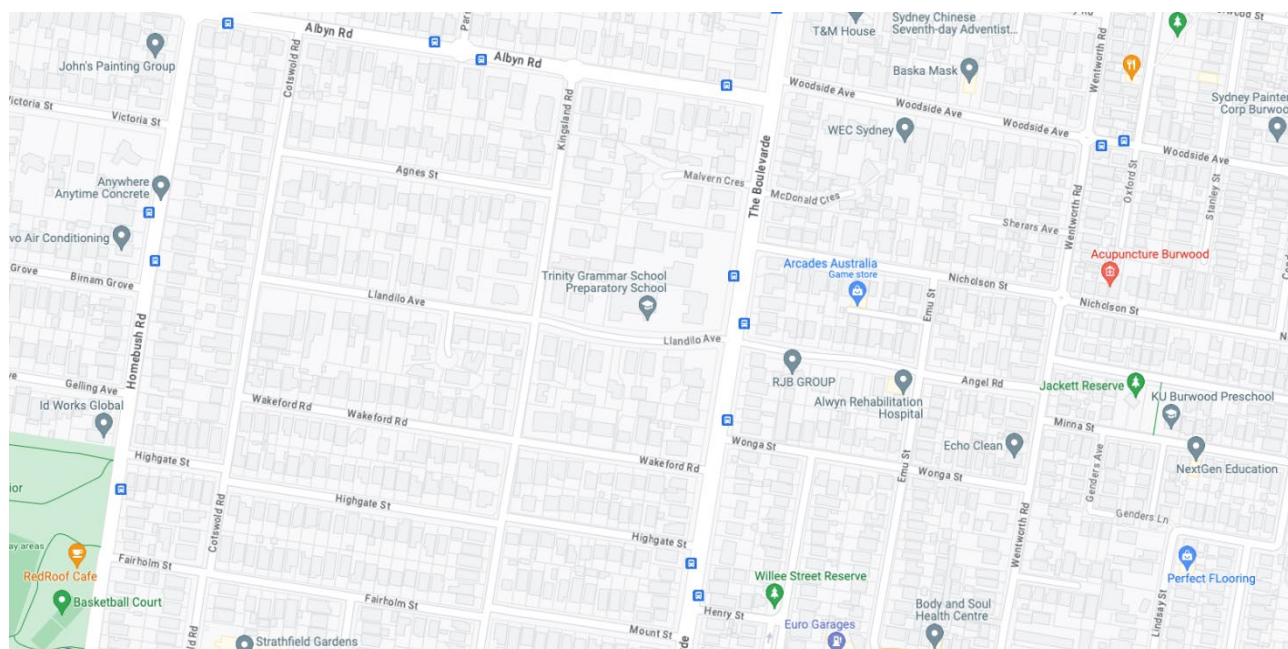 Albyn Rd
Cotswold Rd
Albyn Rd
T&M House
Sydney Chinese
Seventh-day Adventist...
Wentworth Rd
John's Painting Group
Baska Mask
Woodside Ave
Woodside Ave
Woodside Ave
Sydney Painter
Corp Burwood
Victoria St
Victoria St
Kingsland Rd
WEC Sydney
Woodside Ave
Agnes St
Malvern Cres
McDonald Cres
The Boulevarde
Oxford St
Stanley St
Anywhere
Anytime Concrete
Sherars Ave
Wentworth Rd
Air Conditioning
Grove
Birnam Grove
Trinity Grammar School
Preparatory School
Arcades Australia
Game store
Acupuncture Burwood
Nicholson St
Nicholson St
Llandilo Ave
Emu St
Llandilo Ave
Homebush Rd
Gelling Ave
RJB GROUP
Angel Rd
Jackett Reserve
KU Burwood Preschool
Id Works Global
Alwyn Rehabilitation
Hospital
Wakeford Rd
Wakeford Rd
Minna St
Wonga St
Echo Clean
Highgate St
Wakeford Rd
Emu St
Wonga St
Genders Ave
NextGen Education
Highgate St
Cotswold Rd
Genders Ln
Highgate St
Wentworth Rd
Fairholm St
RedRoof Cafe
Willee Street Reserve
Perfect FLooring
Basketball Court
Fairholm St
Henry St
Body and Soul
Health Centre
Lindsay St
Mount St
Euro Garages
Strathfield Gardens